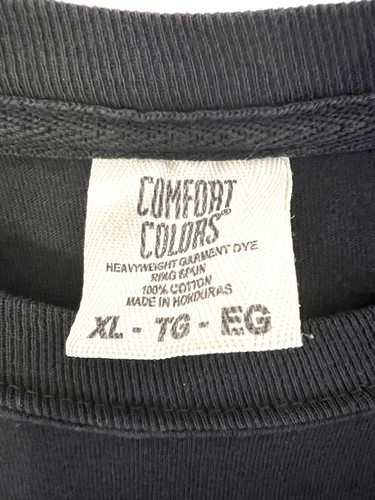 COMFORT
COLORS®
HEAVYWEIGHT GARMENT DYE
RING SPUN
100% COTTON
MADE IN HONDURAS
XL - TG - EG